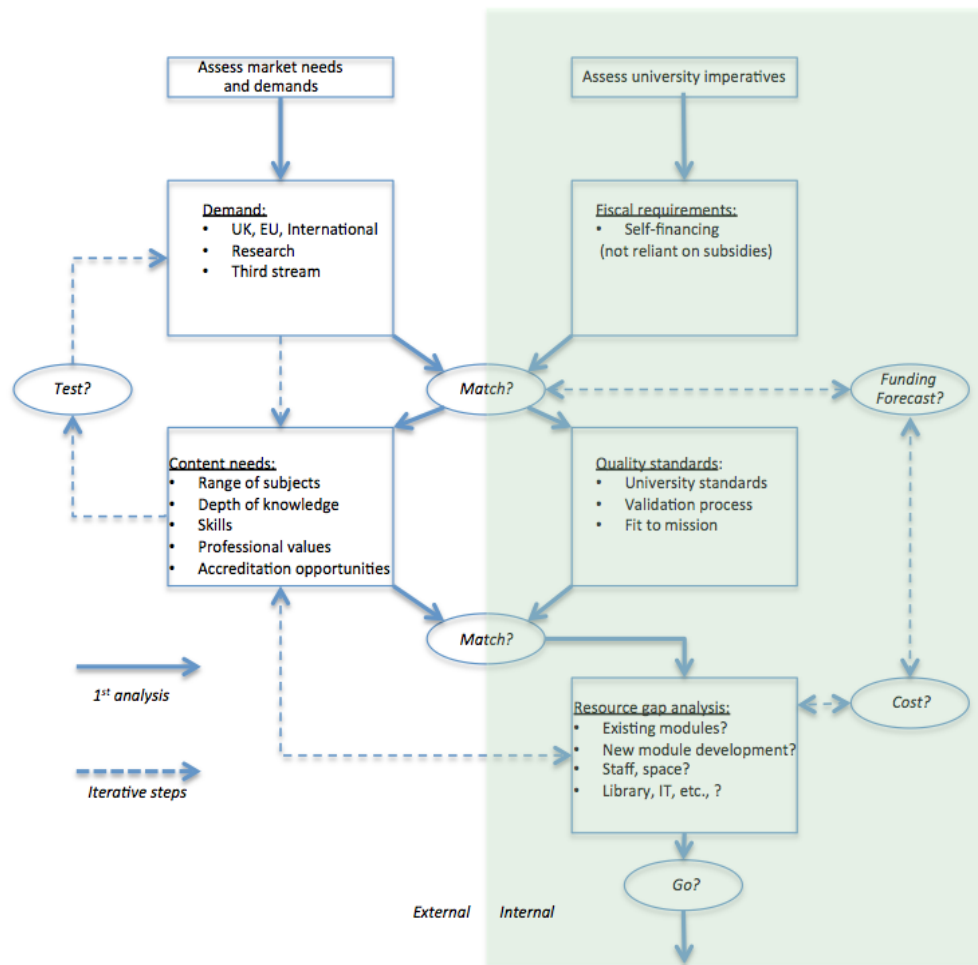 Assess market needs
and demands
Assess university imperatives
Demand:
• UK, EU, International
• Research
• Third stream
Fiscal requirements:
• Self-financing
(not reliant on subsidies)
Test?
Match?
Funding
Forecast?
Content needs:
• Range of subjects
• Depth of knowledge
• Skills
• Professional values
• Accreditation opportunities
Quality standards:
• University standards
• Validation process
• Fit to mission
Match?
1st analysis
Resource gap analysis:
• Existing modules?
• New module development?
• Staff, space?
• Library, IT, etc., ?
Cost?
Iterative steps
Go?
External
Internal